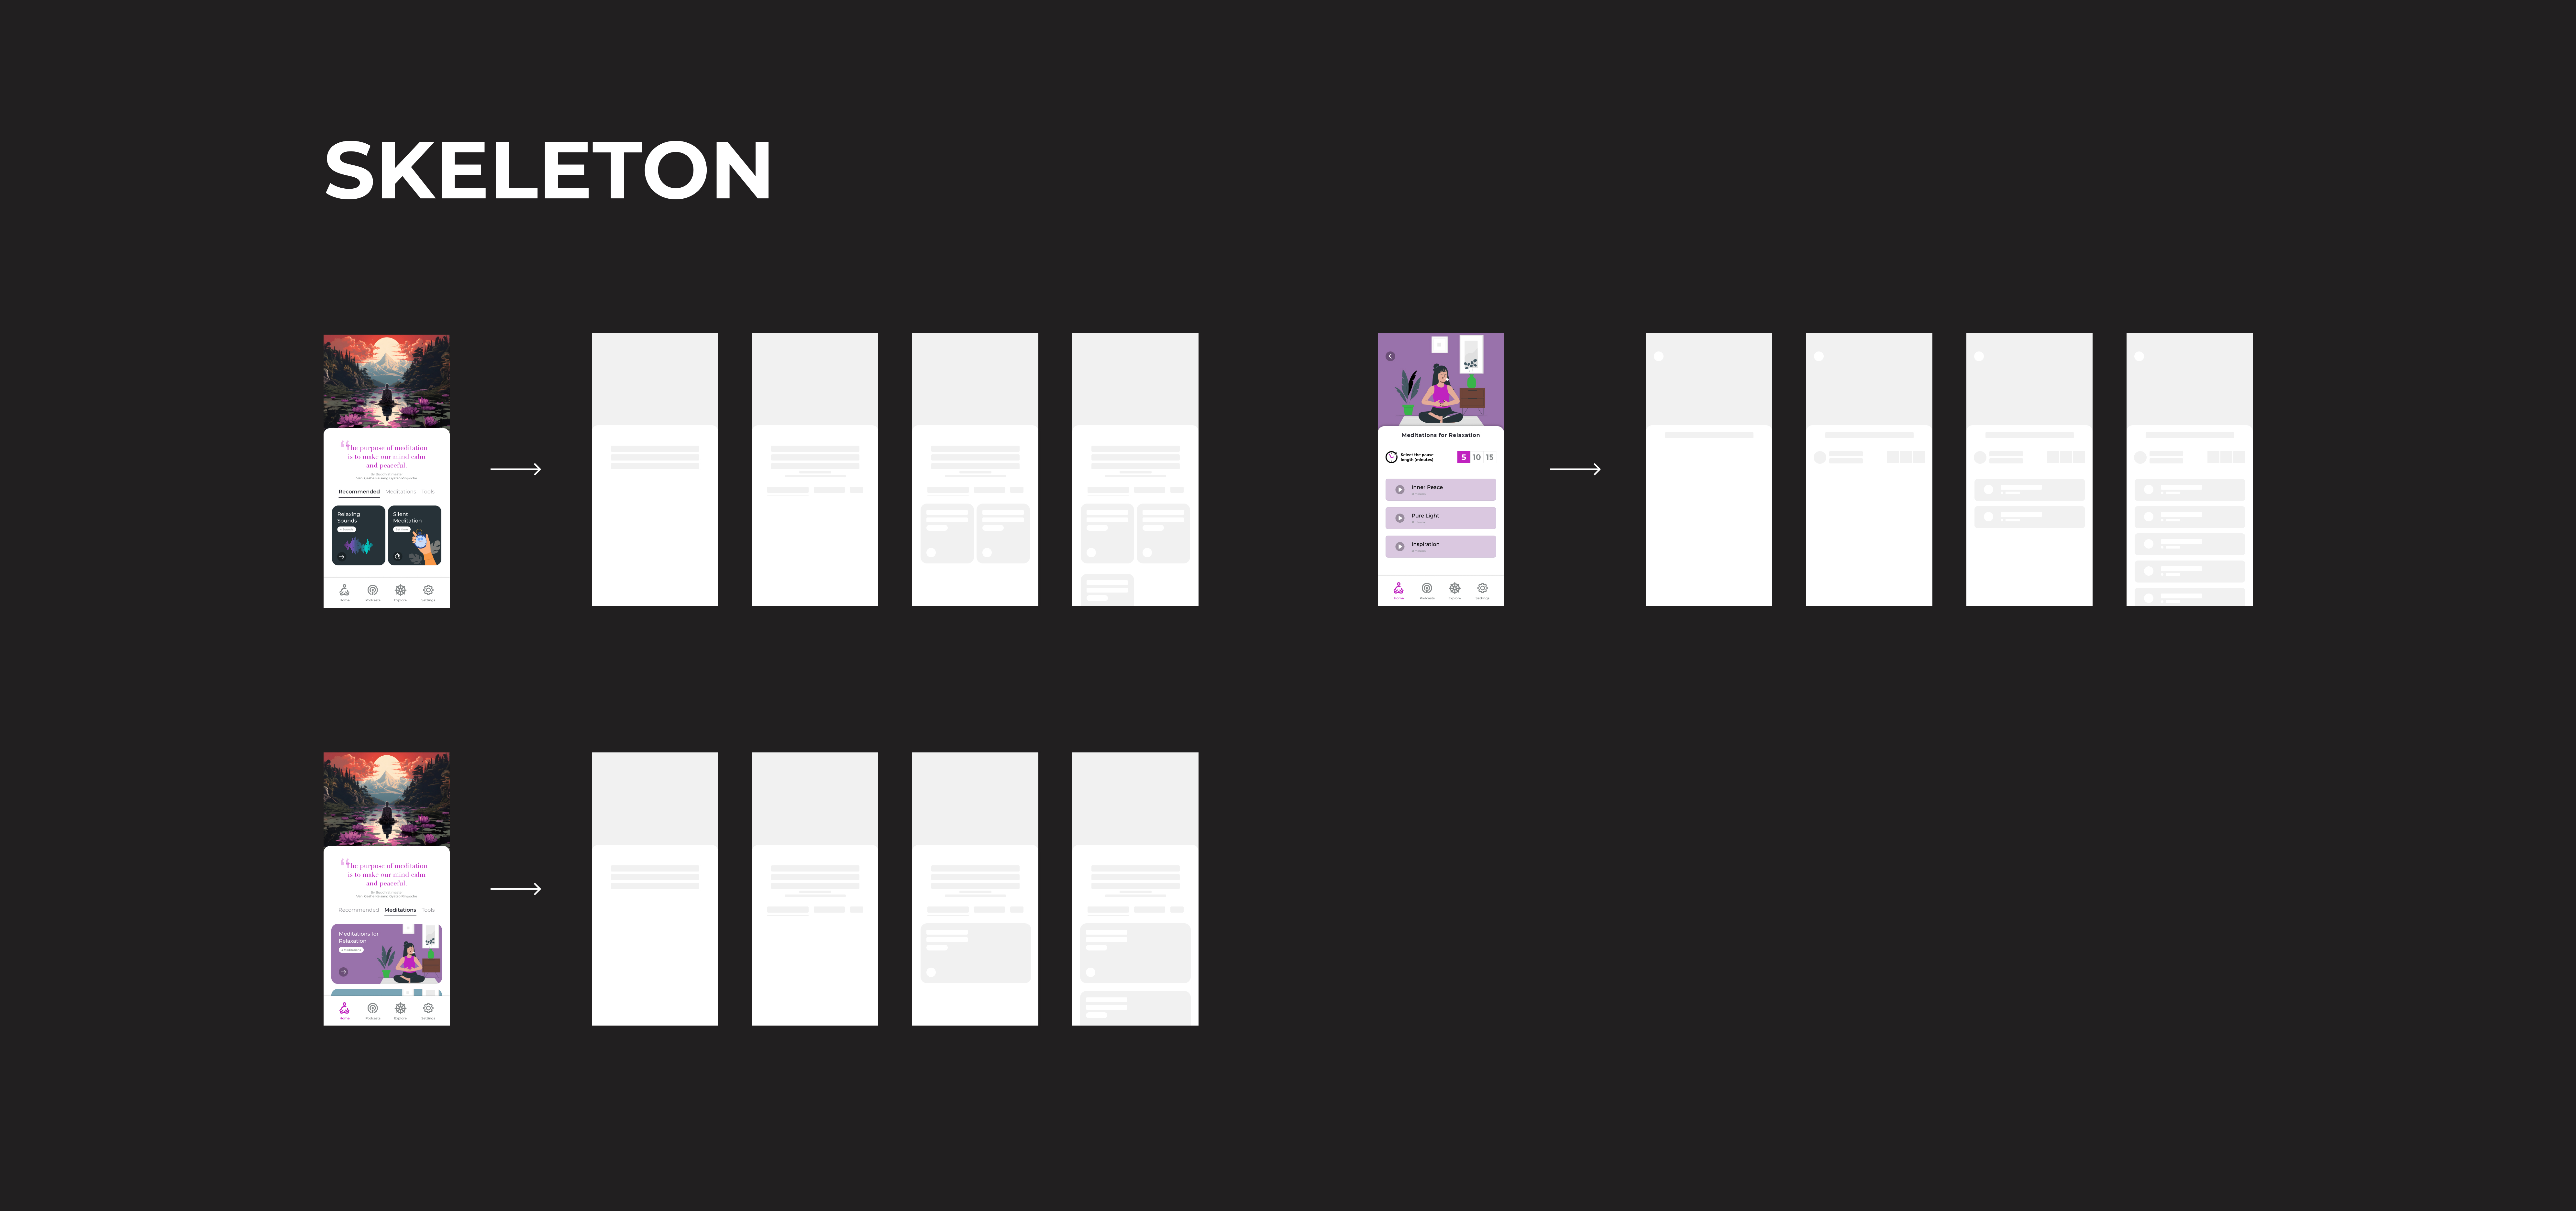 SKELETON
“The purpose of meditation
is to make our mind calm
and peaceful.
Recommended Meditations Tools
Relaxing
Sounds
Silent
Meditation
Home Podcasts Explore Settings
Meditations for Relaxation
Select the pause
length (minutes)
5 10 15
Inner Peace
Pure Light
Inspiration
Home Podcasts Explore Settings
“The purpose of meditation
is to make our mind calm
and peaceful.
Recommended Meditations Tools
Meditations for
Relaxation
Home Podcasts Explore Settings